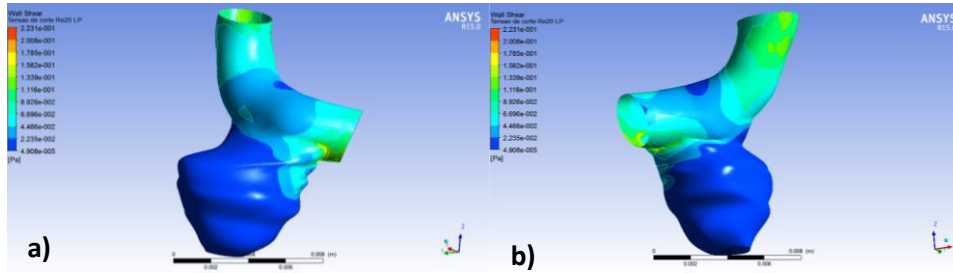 Wall Shear
Tensao de corte Re20 LP
2.231e-001
2.008e-001
1.785e-001
1.562e-001
1.339e-001
1.116e-001
8.926e-002
6.696e-002
4.466e-002
2.235e-002
4.908e-005
[Pa]
ANSYS
R15.0
a)
0.008 (m)
0.002
0.006
Z
Wall Shear
Tensao de corte Re20 LP
2.231e-001
2.008e-001
1.785e-001
1.562e-001
1.339e-001
1.116e-001
8.926e-002
6.696e-002
4.466e-002
2.235e-002
4.908e-005
[Pa]
ANSYS
R15.0
b)
0.008 (m)
0.002
0.006
Z